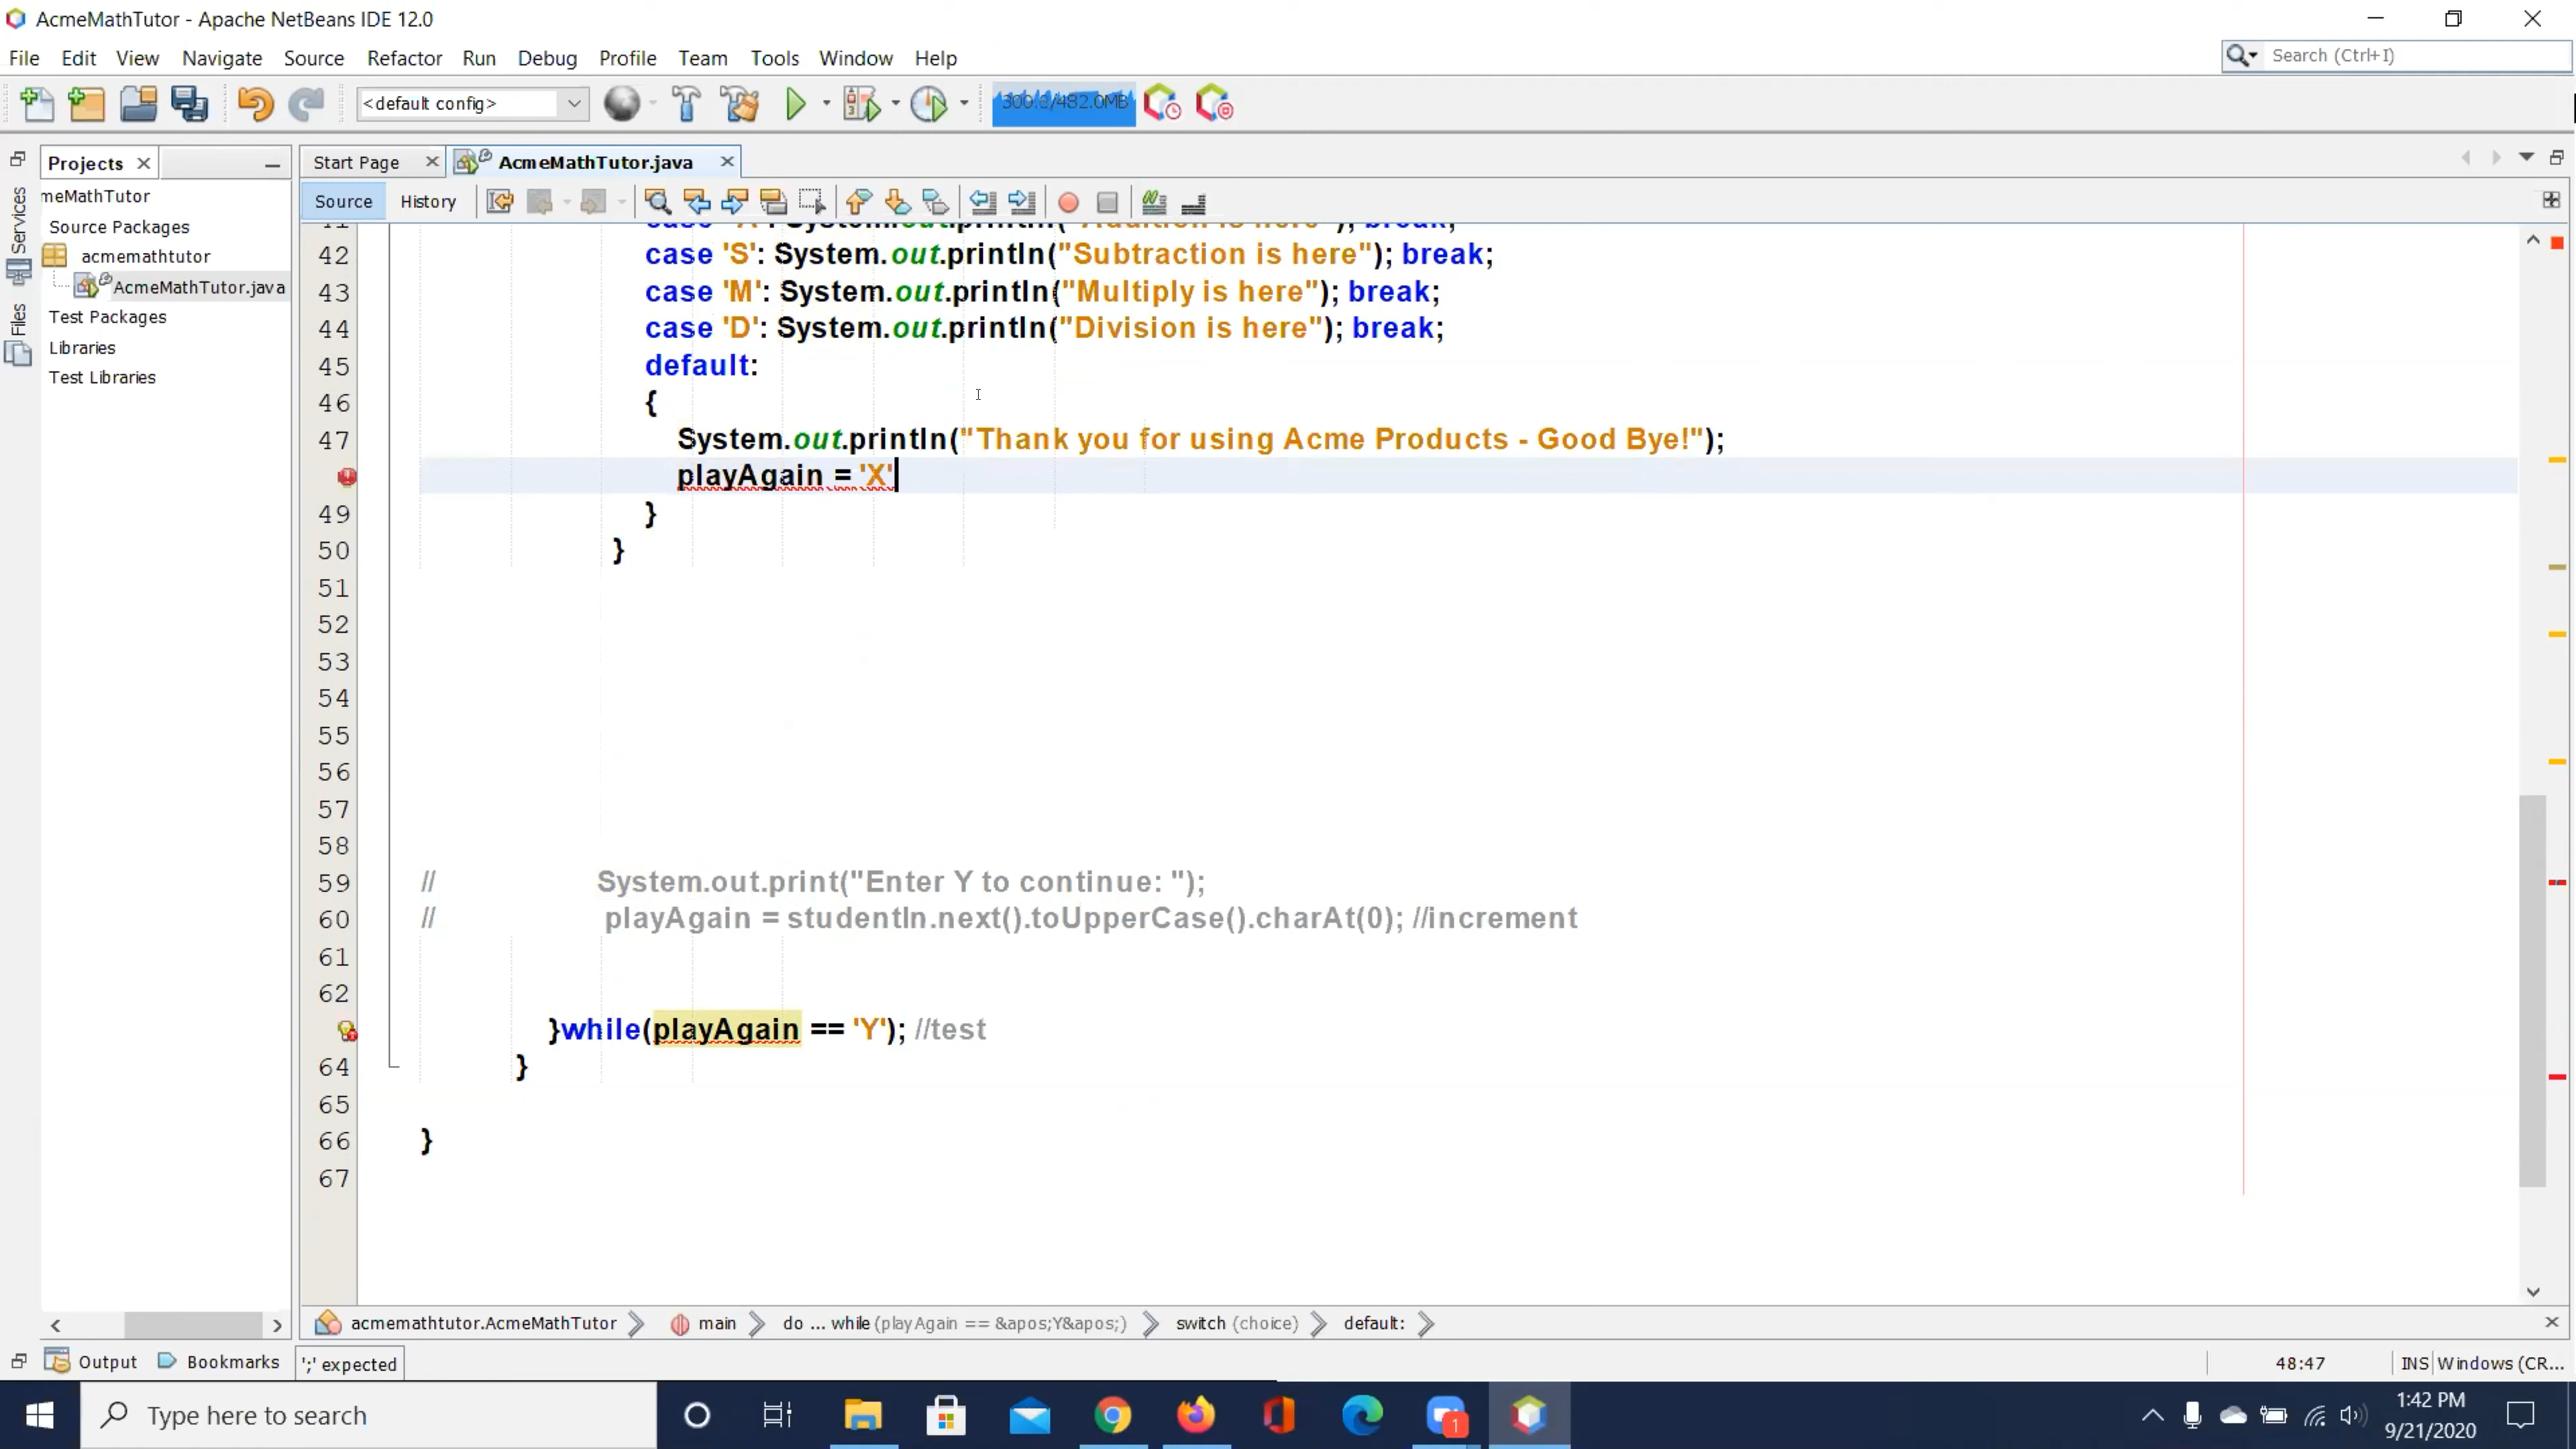 AcmeMathTutor - Apache NetBeans IDE 12.0
File Edit View Navigate Source Refactor Run Debug Profile Team Tools Window Help
Search (Ctrl+I)
<default config>
300.8/482.0MB
Projects
Start Page
AcmeMathTutor.java
Services
Files
meMathTutor
Source Packages
acmemathtutor
AcmeMathTutor.java
Test Packages
Libraries
Test Libraries
Source History
42 case 'S': System.out.println("Subtraction is here"); break;
43 case 'M': System.out.println("Multiply is here"); break;
44 case 'D': System.out.println("Division is here"); break;
45 default:
46 {
47 System.out.println("Thank you for using Acme Products - Good Bye!");
playAgain = 'X'
49 }
50 }
51
52
53
54
55
56
57
58
59 // System.out.print("Enter Y to continue: ");
60 // playAgain = studentIn.next().toUpperCase().charAt(0); //increment
61
62
}while(playAgain == 'Y'); //test
64 }
65
66 }
67
acmemathtutor.AcmeMathTutor main do ... while (playAgain == &apos;Y&apos;) switch (choice) default:
Output Bookmarks ';' expected
48:47 INS Windows (CR...
Type here to search
1
1:42 PM
9/21/2020